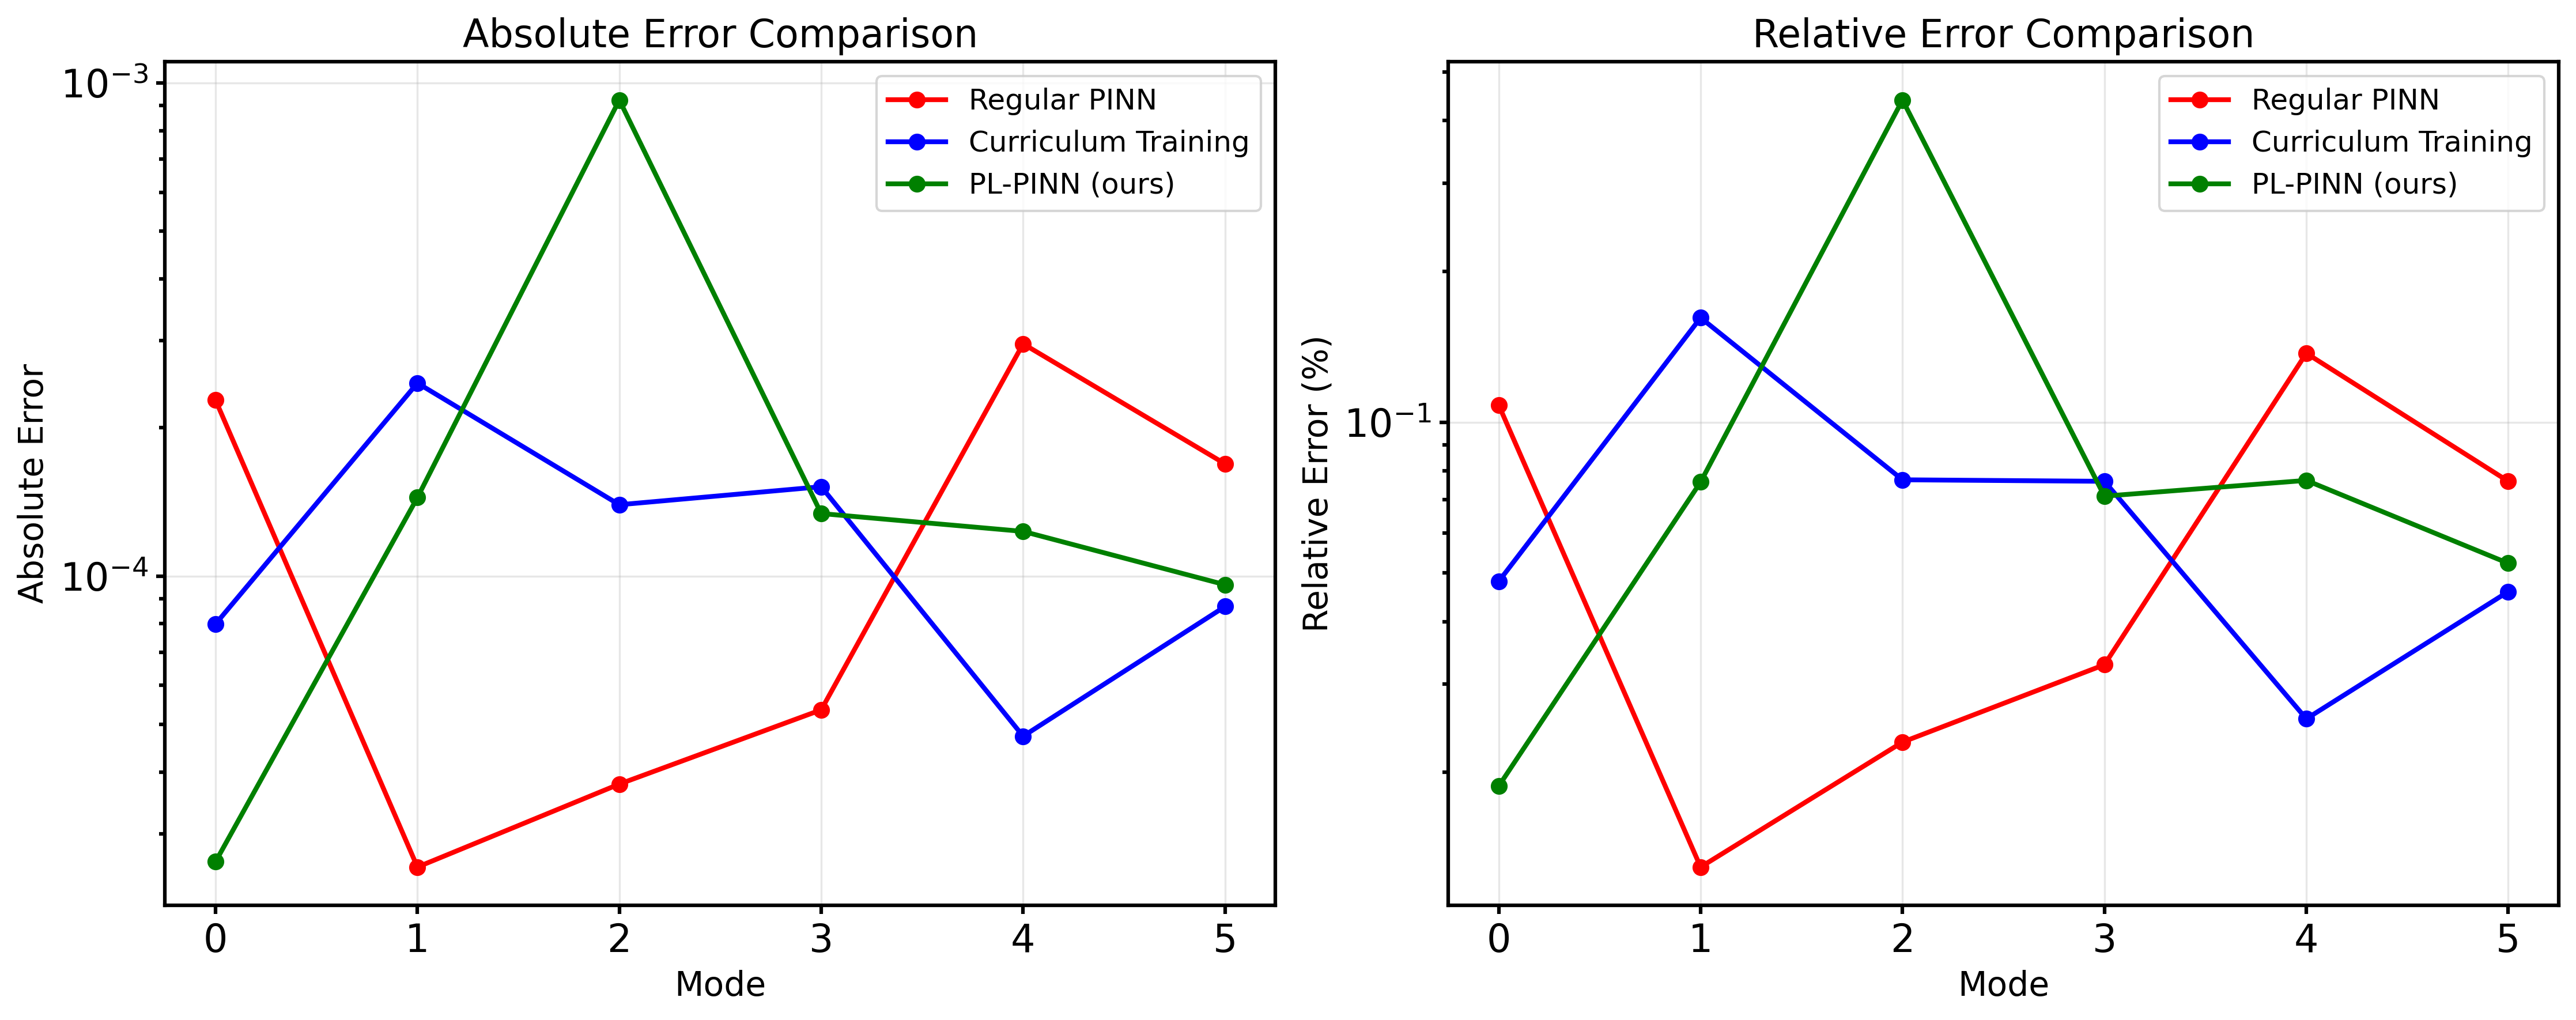 Absolute Error Comparison
Absolute Error
10⁻³
10⁻⁴
Regular PINN
Curriculum Training
PL-PINN (ours)
0 1 2 3 4 5
Mode
Relative Error Comparison
Relative Error (%)
10⁻¹
Regular PINN
Curriculum Training
PL-PINN (ours)
0 1 2 3 4 5
Mode